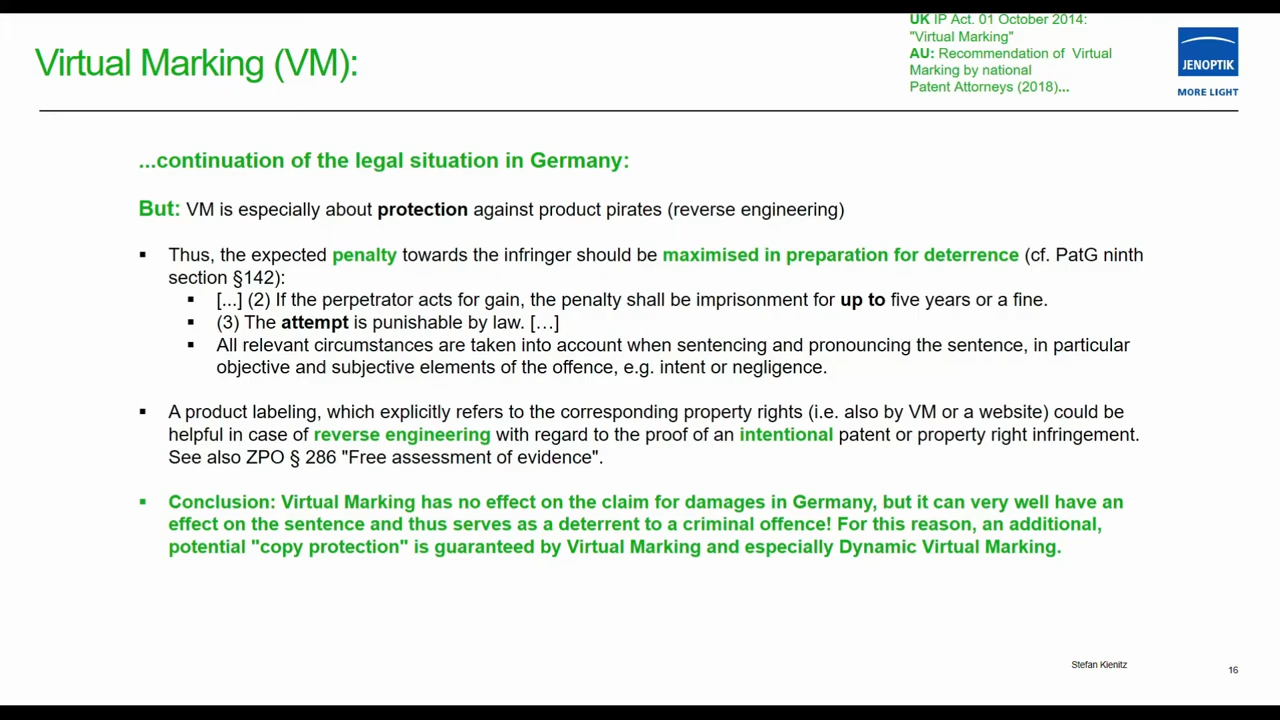 UK IP Act. 01 October 2014:
"Virtual Marking"
AU: Recommendation of Virtual
Marking by national
Patent Attorneys (2018)...
Virtual Marking (VM):
JENOPTIK
MORE LIGHT
...continuation of the legal situation in Germany:
But: VM is especially about protection against product pirates (reverse engineering)
▪ Thus, the expected penalty towards the infringer should be maximised in preparation for deterrence (cf. PatG ninth
section §142):
▪ [...] (2) If the perpetrator acts for gain, the penalty shall be imprisonment for up to five years or a fine.
▪ (3) The attempt is punishable by law. […]
▪ All relevant circumstances are taken into account when sentencing and pronouncing the sentence, in particular
objective and subjective elements of the offence, e.g. intent or negligence.
▪ A product labeling, which explicitly refers to the corresponding property rights (i.e. also by VM or a website) could be
helpful in case of reverse engineering with regard to the proof of an intentional patent or property right infringement.
See also ZPO § 286 "Free assessment of evidence".
▪ Conclusion: Virtual Marking has no effect on the claim for damages in Germany, but it can very well have an
effect on the sentence and thus serves as a deterrent to a criminal offence! For this reason, an additional,
potential "copy protection" is guaranteed by Virtual Marking and especially Dynamic Virtual Marking.
Stefan Kienitz
16